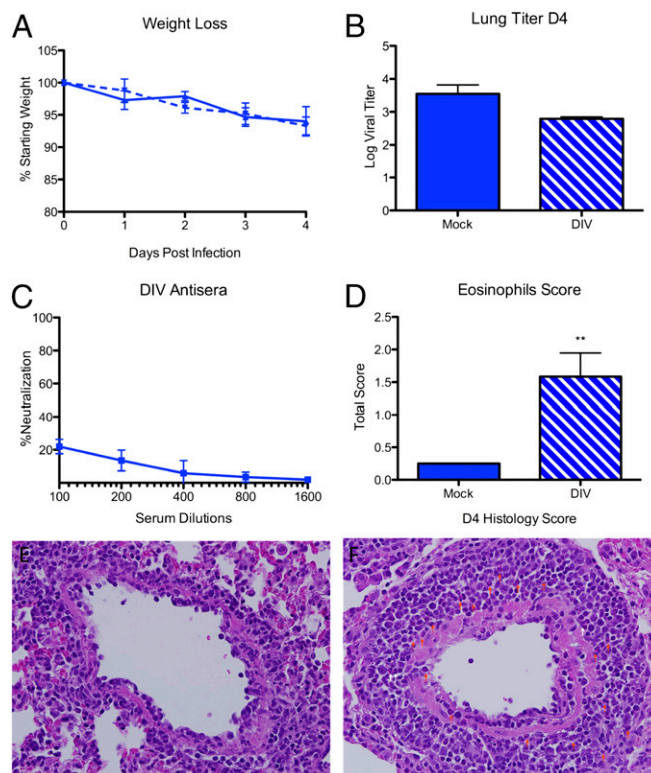 A
Weight Loss
% Starting Weight
100
95
90
85
80
0
1
2
3
4
Days Post Infection
B
Lung Titer D4
Log Viral Titer
5
4
3
2
1
0
Mock
DIV
C
DIV Antisera
%Neutralization
100
80
60
40
20
100
200
400
800
1600
Serum Dilutions
D
Eosinophils Score
Total Score
2.5
2.0
1.5
1.0
0.5
0.0
**
Mock
DIV
D4 Histology Score
E
F